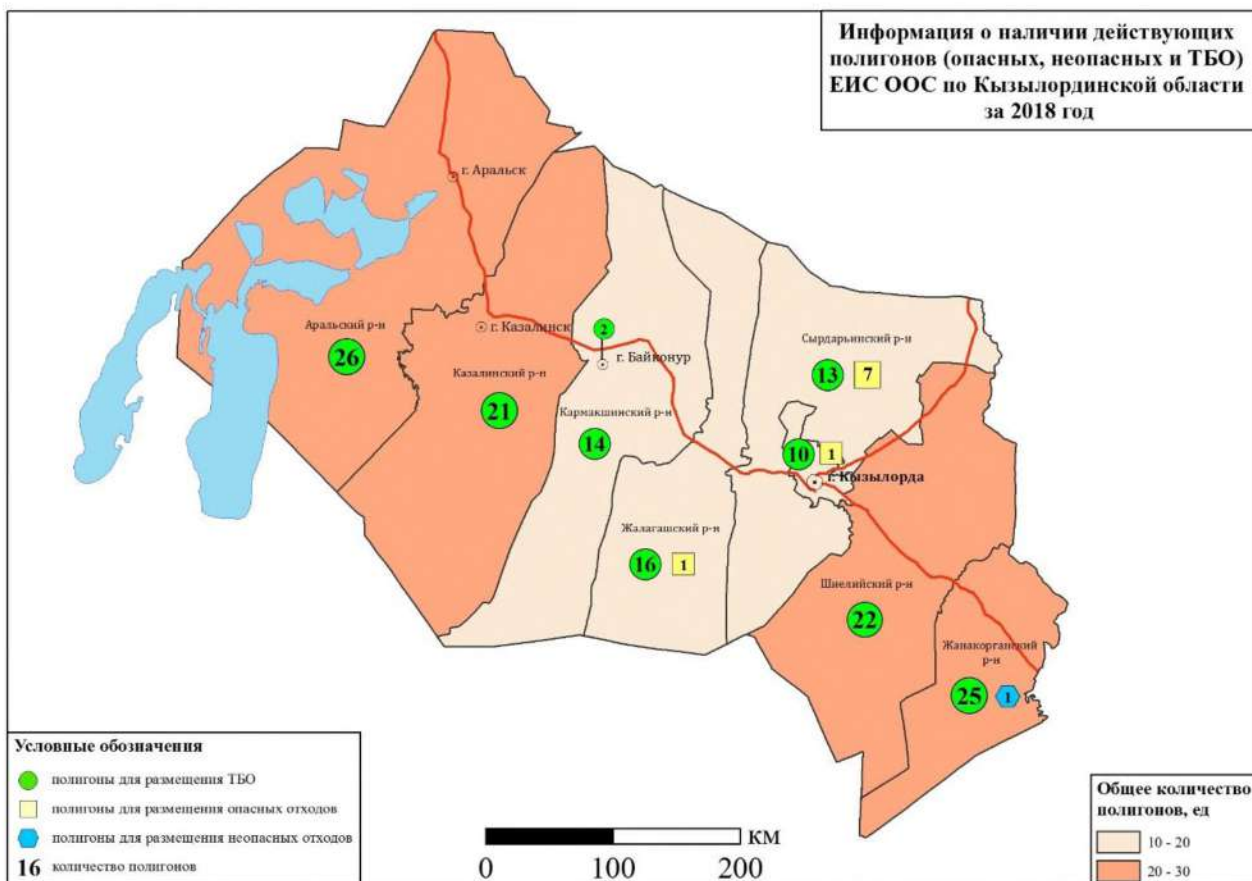 Информация о наличии действующих
полигонов (опасных, неопасных и ТБО)
ЕИС ООС по Кызылординской области
за 2018 год
г. Аральск
г. Казалинск
2
г. Байконур
Аральский р-н
26
Казалинский р-н
21
Кармакшинский р-н
14
Сырдарьинский р-н
13
7
10
1
г. Кызылорда
Жалагашский р-н
16
1
Шиелийский р-н
22
Жанакорганский
р-н
25
1
Условные обозначения
полигоны для размещения ТБО
полигоны для размещения опасных отходов
полигоны для размещения неопасных отходов
16 количество полигонов
КМ
0 100 200
Общее количество
полигонов, ед
10 - 20
20 - 30